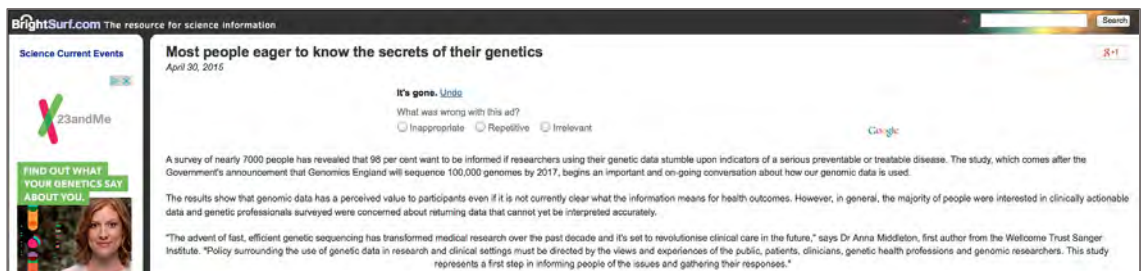 BrightSurf.com The resource for science information
Search
Science Current Events
23andMe
FIND OUT WHAT
YOUR GENETICS SAY
ABOUT YOU.
Most people eager to know the secrets of their genetics
April 30, 2015
g+1
It's gone. Undo
What was wrong with this ad?
Inappropriate Repetitive Irrelevant
Google
A survey of nearly 7000 people has revealed that 98 per cent want to be informed if researchers using their genetic data stumble upon indicators of a serious preventable or treatable disease. The study, which comes after the
Government's announcement that Genomics England will sequence 100,000 genomes by 2017, begins an important and on-going conversation about how our genomic data is used.
The results show that genomic data has a perceived value to participants even if it is not currently clear what the information means for health outcomes. However, in general, the majority of people were interested in clinically actionable
data and genetic professionals surveyed were concerned about returning data that cannot yet be interpreted accurately.
"The advent of fast, efficient genetic sequencing has transformed medical research over the past decade and it's set to revolutionise clinical care in the future," says Dr Anna Middleton, first author from the Wellcome Trust Sanger
Institute. "Policy surrounding the use of genetic data in research and clinical settings must be directed by the views and experiences of the public, patients, clinicians, genetic health professions and genomic researchers. This study
represents a first step in informing people of the issues and gathering their responses."